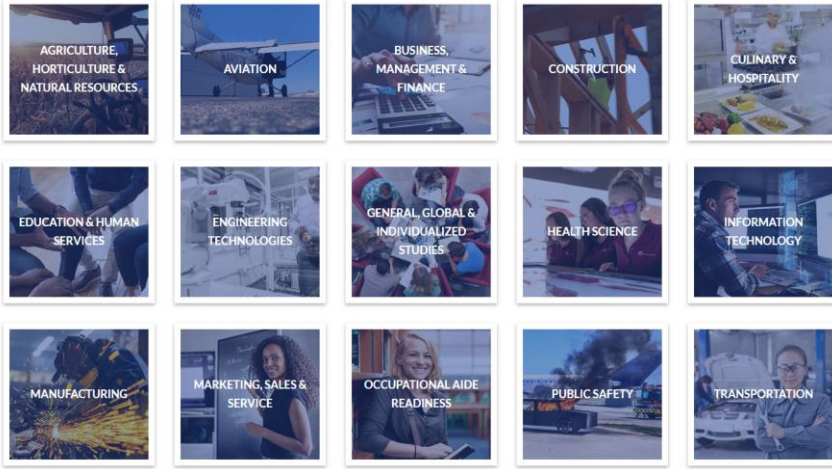 AGRICULTURE,
HORTICULTURE &
NATURAL RESOURCES
AVIATION
BUSINESS,
MANAGEMENT &
FINANCE
CONSTRUCTION
CULINARY &
HOSPITALITY
EDUCATION & HUMAN
SERVICES
ENGINEERING
TECHNOLOGIES
GENERAL, GLOBAL &
INDIVIDUALIZED
STUDIES
HEALTH SCIENCE
INFORMATION
TECHNOLOGY
MANUFACTURING
MARKETING, SALES &
SERVICE
OCCUPATIONAL AIDE
READINESS
PUBLIC SAFETY
TRANSPORTATION